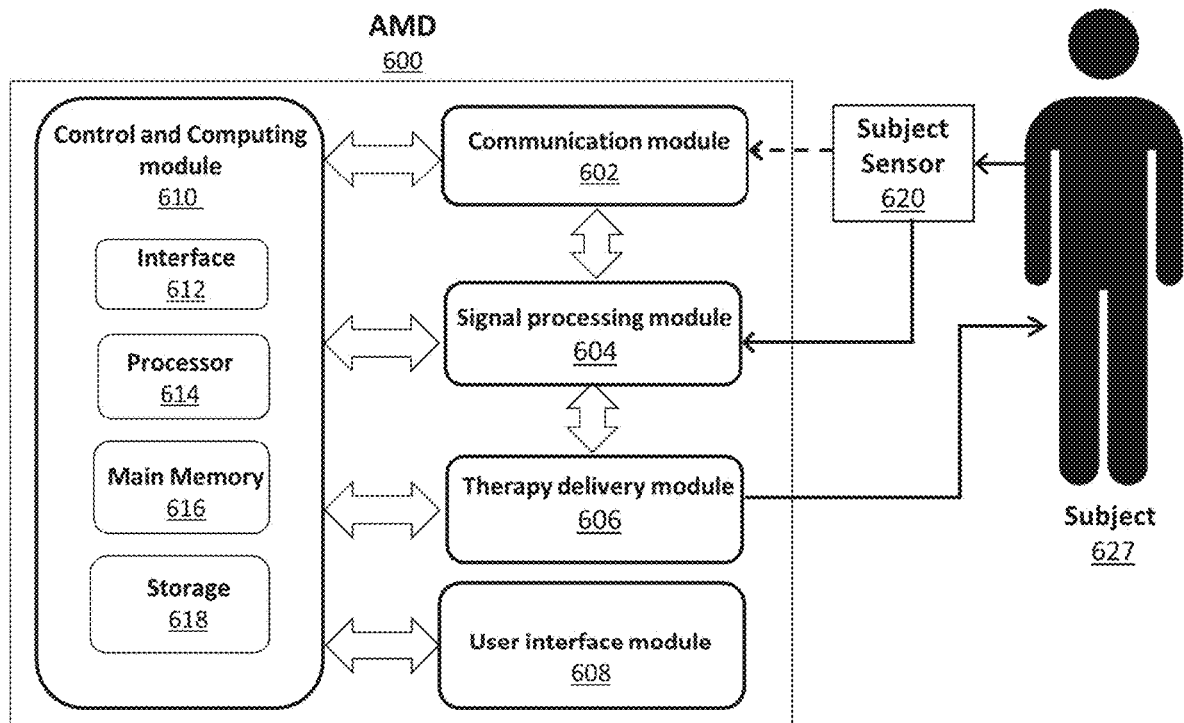 AMD
600
Control and Computing
module
610
Interface
612
Processor
614
Main Memory
616
Storage
618
Communication module
602
Signal processing module
604
Therapy delivery module
606
User interface module
608
Subject
Sensor
620
Subject
627